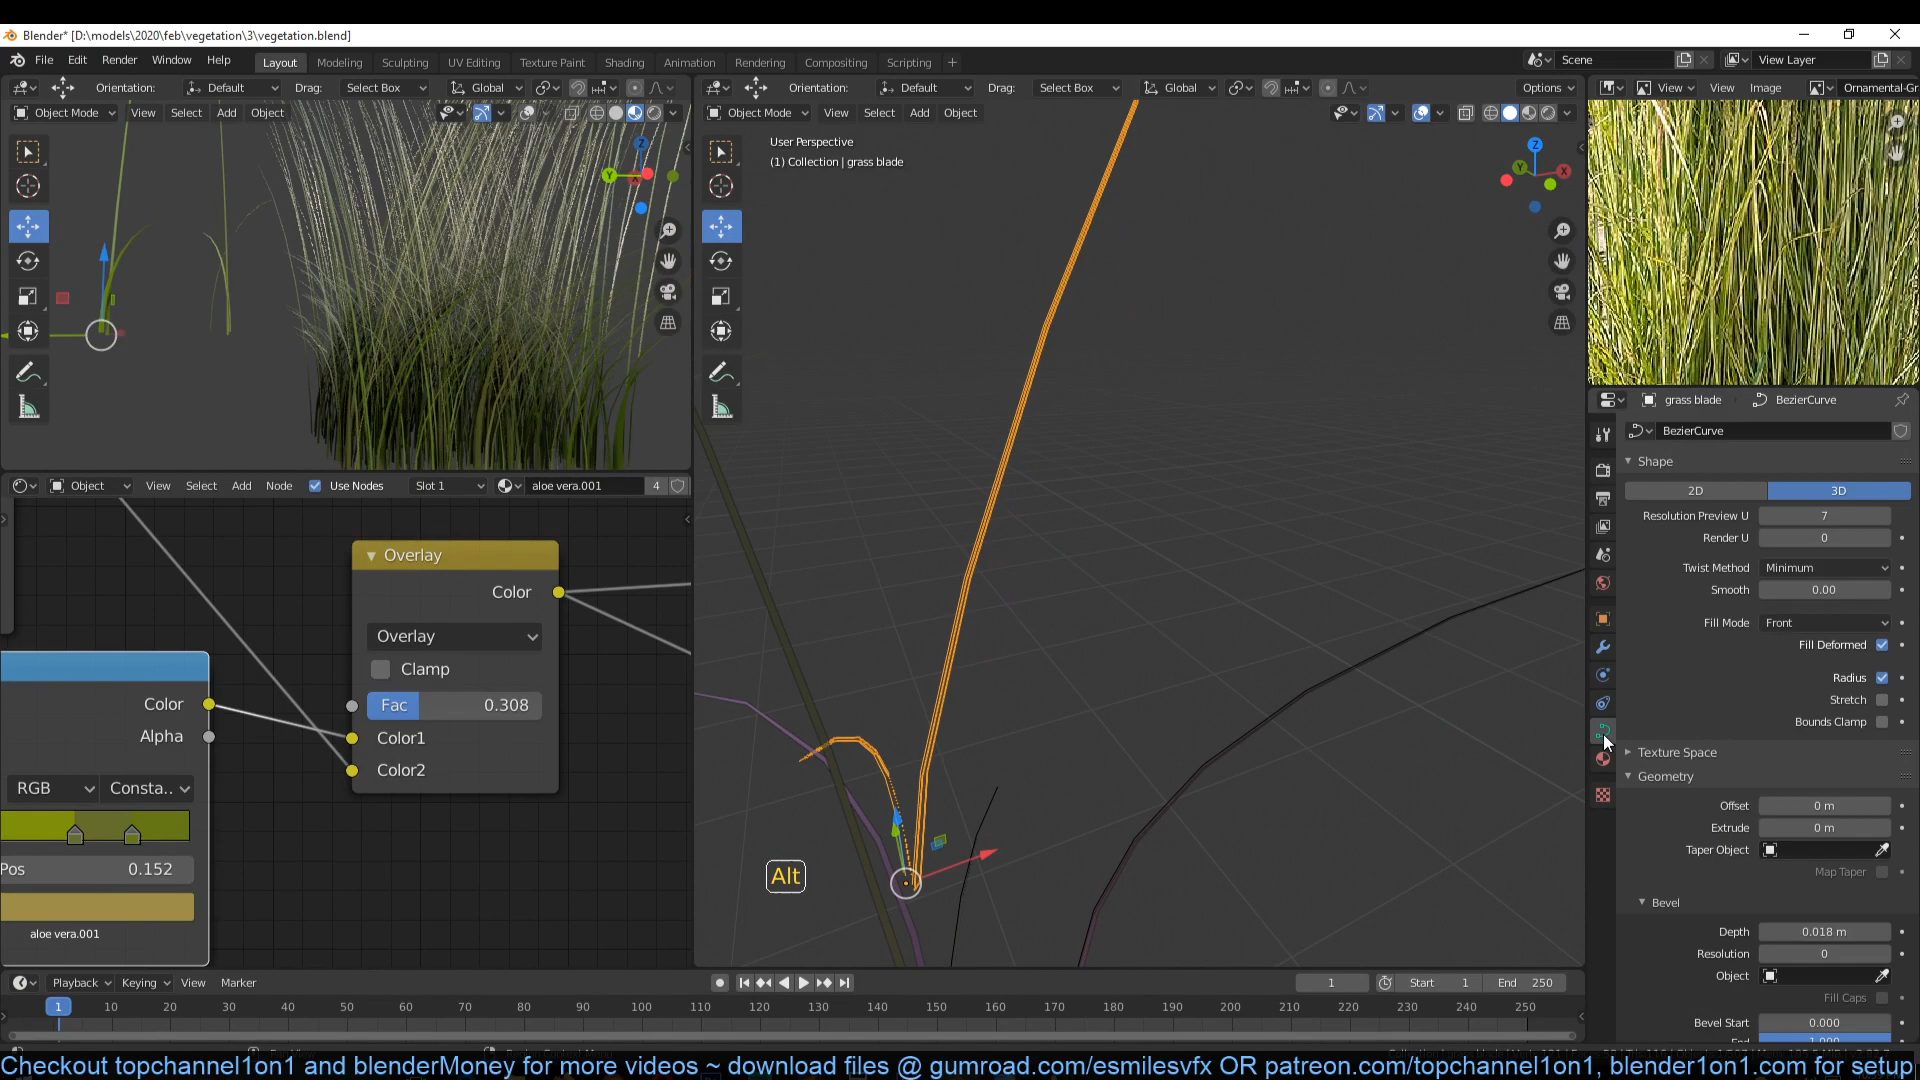 Blender* [D:\models\2020\feb\vegetation\3\vegetation.blend]
File Edit Render Window Help Layout Modeling Sculpting UV Editing Texture Paint Shading Animation Rendering Compositing Scripting + Scene View Layer
Orientation: Default Drag: Select Box Global
Orientation: Default Drag: Select Box Global Options
View View Image Ornamental-Gr
Object Mode View Select Add Object
Object Mode View Select Add Object
User Perspective
(1) Collection | grass blade
Z
Y
X
Z
Y
X
grass blade BezierCurve
BezierCurve
Shape
2D 3D
Resolution Preview U 7
Render U 0
Twist Method Minimum
Smooth 0.00
Fill Mode Front
Fill Deformed
Radius
Stretch
Bounds Clamp
Texture Space
Geometry
Offset 0 m
Extrude 0 m
Taper Object
Map Taper
Bevel
Depth 0.018 m
Resolution 0
Object
Fill Caps
Bevel Start 0.000
Object View Select Add Node Use Nodes Slot 1 aloe vera.001 4
Overlay
Color
Overlay
Clamp
Fac 0.308
Color1
Color2
Color
Alpha
RGB Consta..
Pos 0.152
aloe vera.001
Alt
Playback Keying View Marker 1 Start 1 End 250
1 10 20 30 40 50 60 70 80 90 100 110 120 130 140 150 160 170 180 190 200 210 220 230 240 250
Checkout topchannel1on1 and blenderMoney for more videos ~ download files @ gumroad.com/esmilesvfx OR patreon.com/topchannel1on1, blender1on1.com for setup